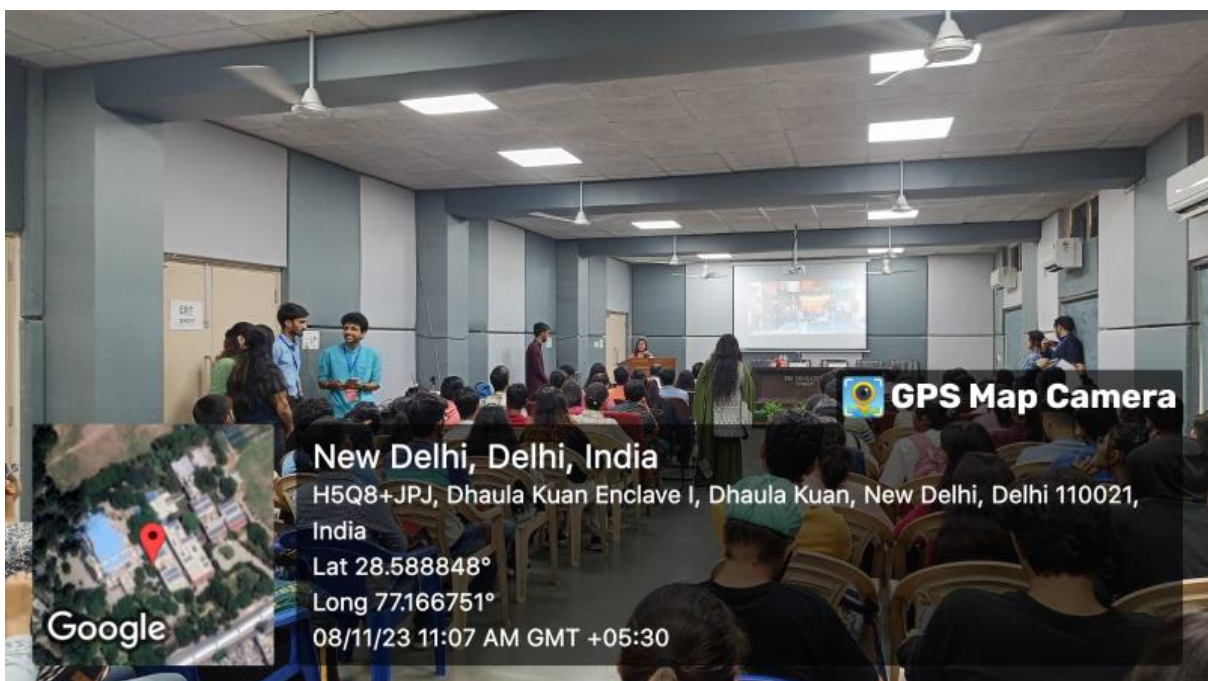 EXIT
GPS Map Camera
New Delhi, Delhi, India
H5Q8+JPJ, Dhaula Kuan Enclave I, Dhaula Kuan, New Delhi, Delhi 110021,
India
Lat 28.588848°
Long 77.166751°
08/11/23 11:07 AM GMT +05:30
Google